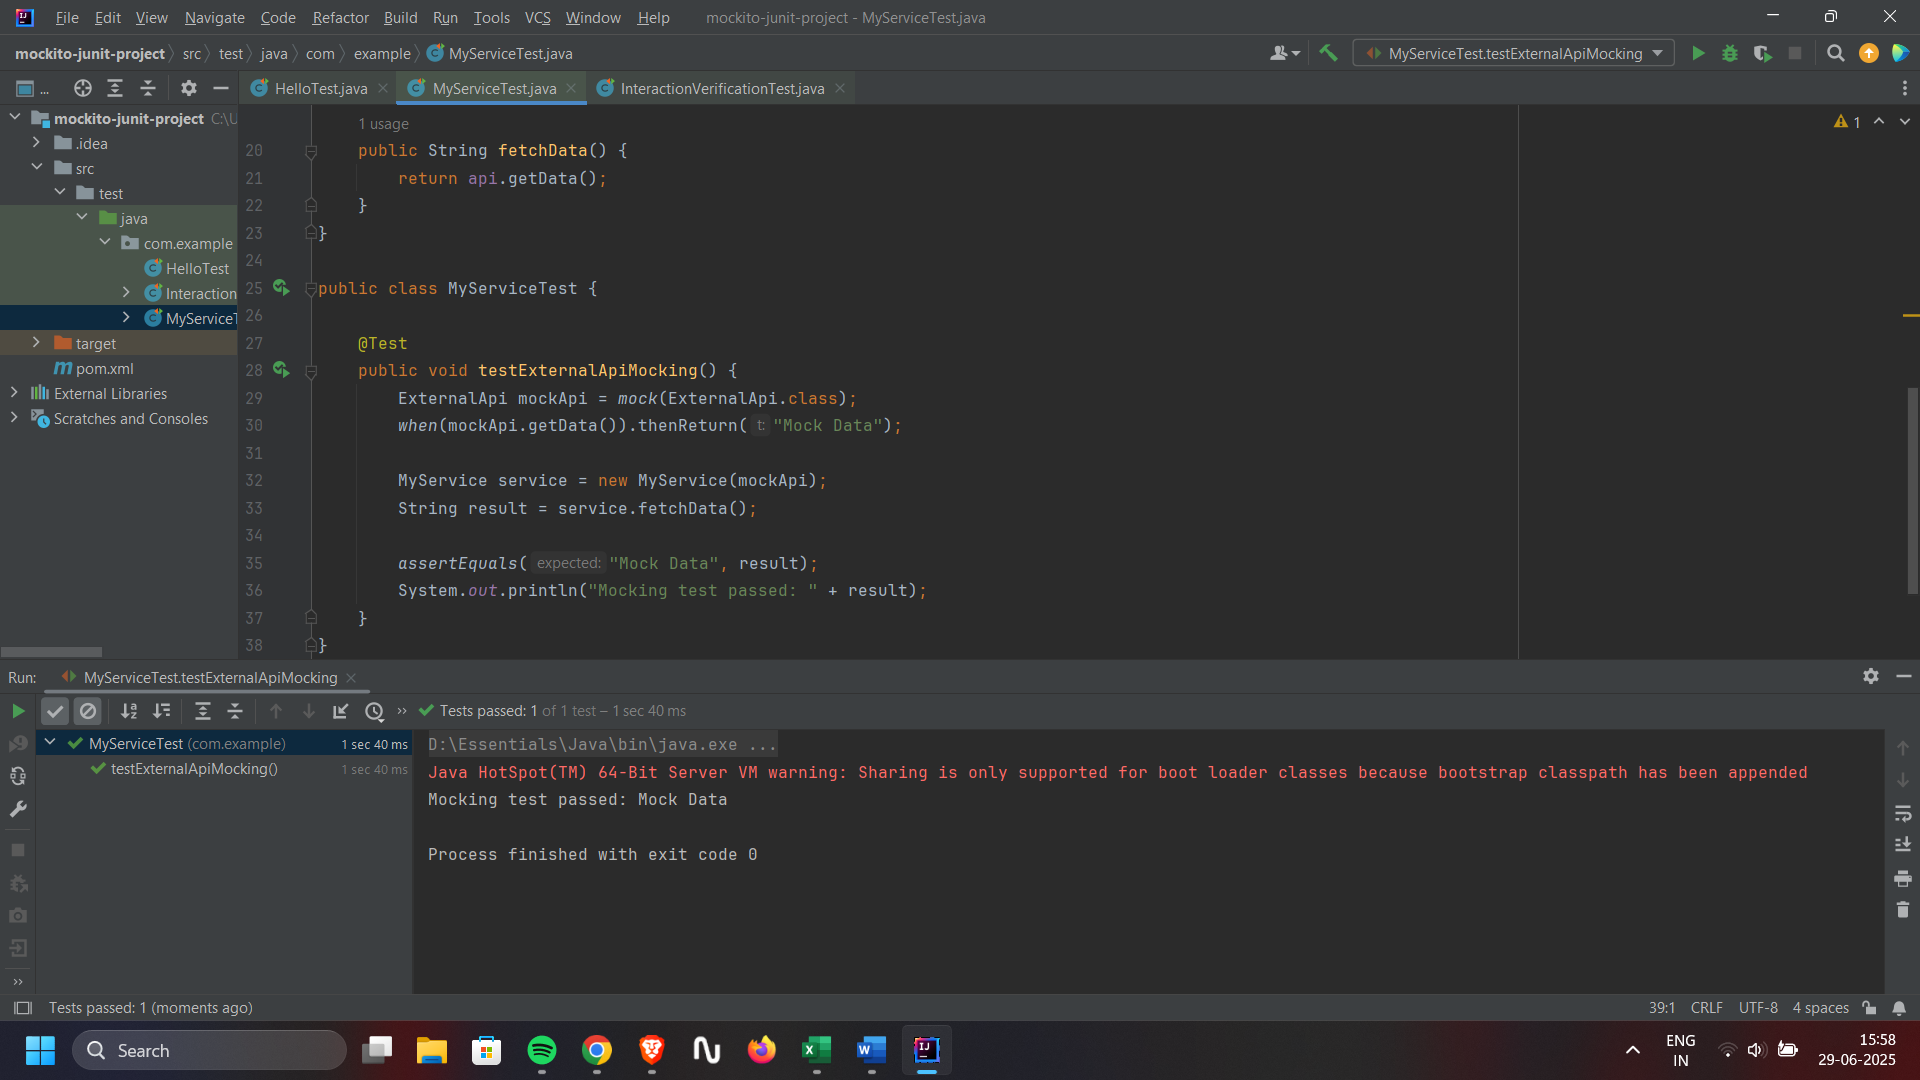 File Edit View Navigate Code Refactor Build Run Tools VCS Window Help mockito-junit-project - MyServiceTest.java
mockito-junit-project src test java com example MyServiceTest.java MyServiceTest.testExternalApiMocking
... HelloTest.java MyServiceTest.java InteractionVerificationTest.java
mockito-junit-project C:\U
.idea
src
test
java
com.example
HelloTest
Interaction
MyServiceT
target
pom.xml
External Libraries
Scratches and Consoles
1 usage
1
20 public String fetchData() {
21 return api.getData();
22 }
23 }
24
25 public class MyServiceTest {
26
27 @Test
28 public void testExternalApiMocking() {
29 ExternalApi mockApi = mock(ExternalApi.class);
30 when(mockApi.getData()).thenReturn( t: "Mock Data");
31
32 MyService service = new MyService(mockApi);
33 String result = service.fetchData();
34
35 assertEquals( expected: "Mock Data", result);
36 System.out.println("Mocking test passed: " + result);
37 }
38 }
Run: MyServiceTest.testExternalApiMocking
Tests passed: 1 of 1 test – 1 sec 40 ms
MyServiceTest (com.example) 1 sec 40 ms
testExternalApiMocking() 1 sec 40 ms
D:\Essentials\Java\bin\java.exe ...
Java HotSpot(TM) 64-Bit Server VM warning: Sharing is only supported for boot loader classes because bootstrap classpath has been appended
Mocking test passed: Mock Data
Process finished with exit code 0
Tests passed: 1 (moments ago) 39:1 CRLF UTF-8 4 spaces
Search
ENG
IN
15:58
29-06-2025